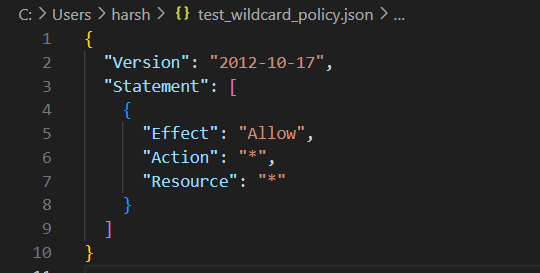 C: > Users > harsh > {} test_wildcard_policy.json > ...
1 {
2 "Version": "2012-10-17",
3 "Statement": [
4 {
5 "Effect": "Allow",
6 "Action": "*",
7 "Resource": "*"
8 }
9 ]
10 }
11